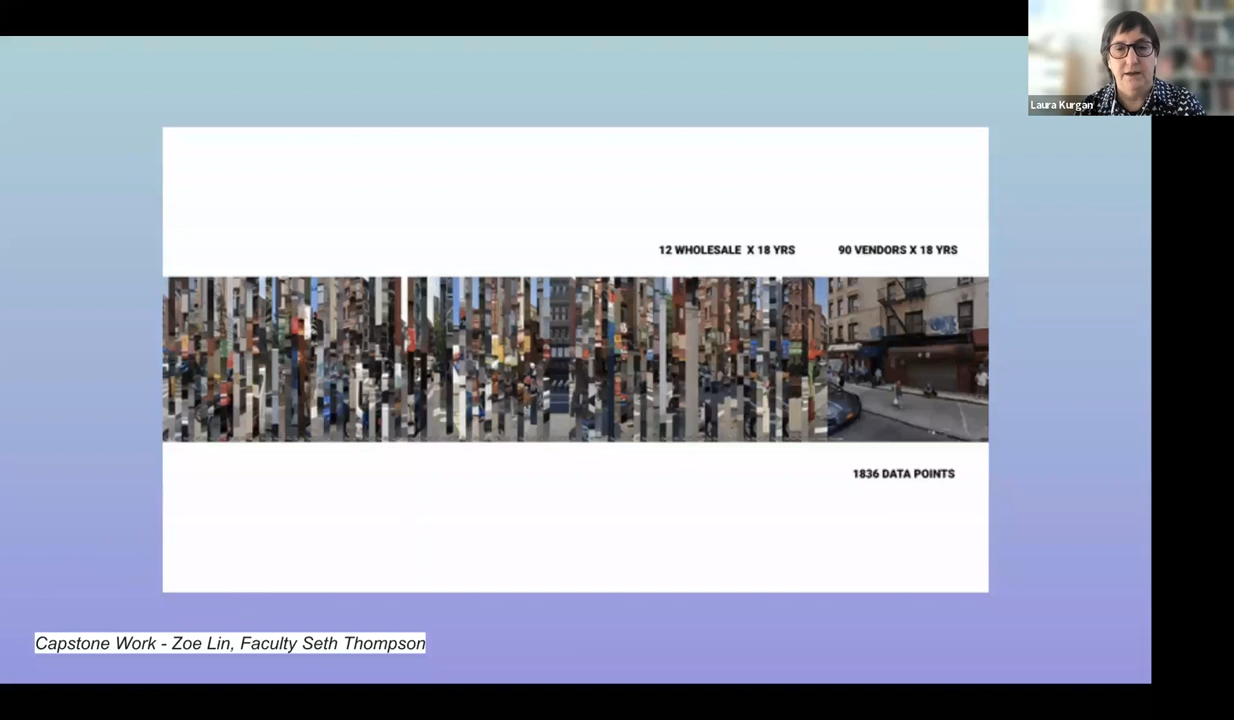 Laura Kurgan
12 WHOLESALE X 18 YRS 90 VENDORS X 18 YRS
1836 DATA POINTS
Capstone Work - Zoe Lin, Faculty Seth Thompson